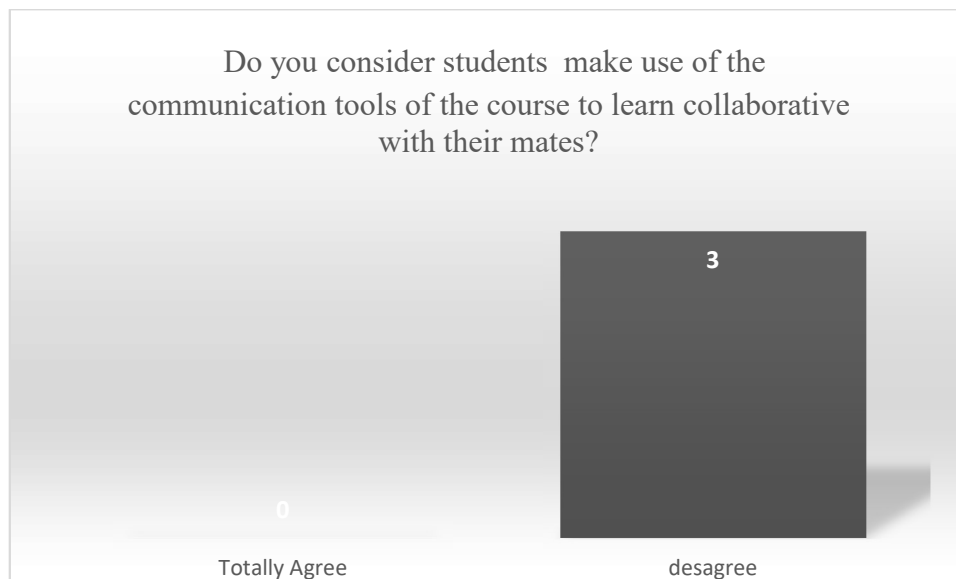 Do you consider students make use of the
communication tools of the course to learn collaborative
with their mates?
3
0
Totally Agree
desagree